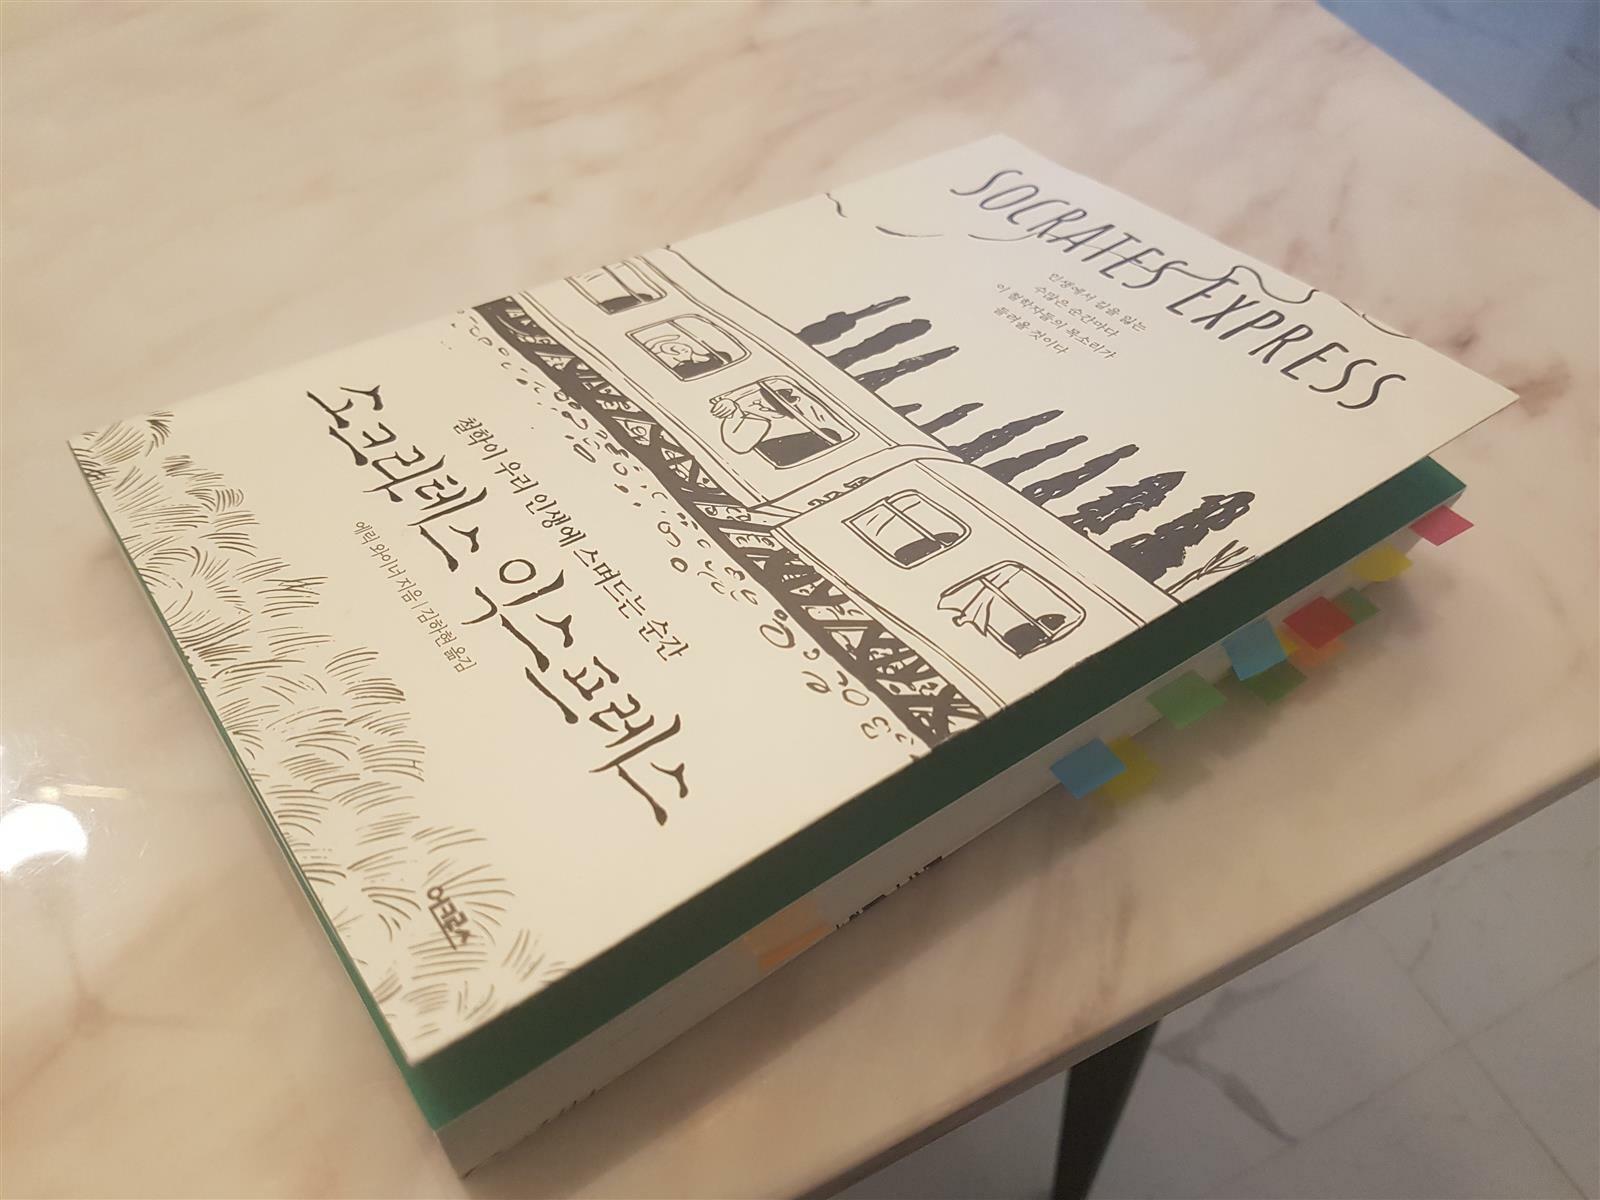 SOCRATES EXPRESS
인생에서 길을 잃는
수많은 순간마다
이 철학자들의 목소리가
들려올 것이다
철학이 우리 인생에 스며드는 순간
소크라테스 익스프레스
에릭 와이너 지음 | 김하현 옮김
어크로스